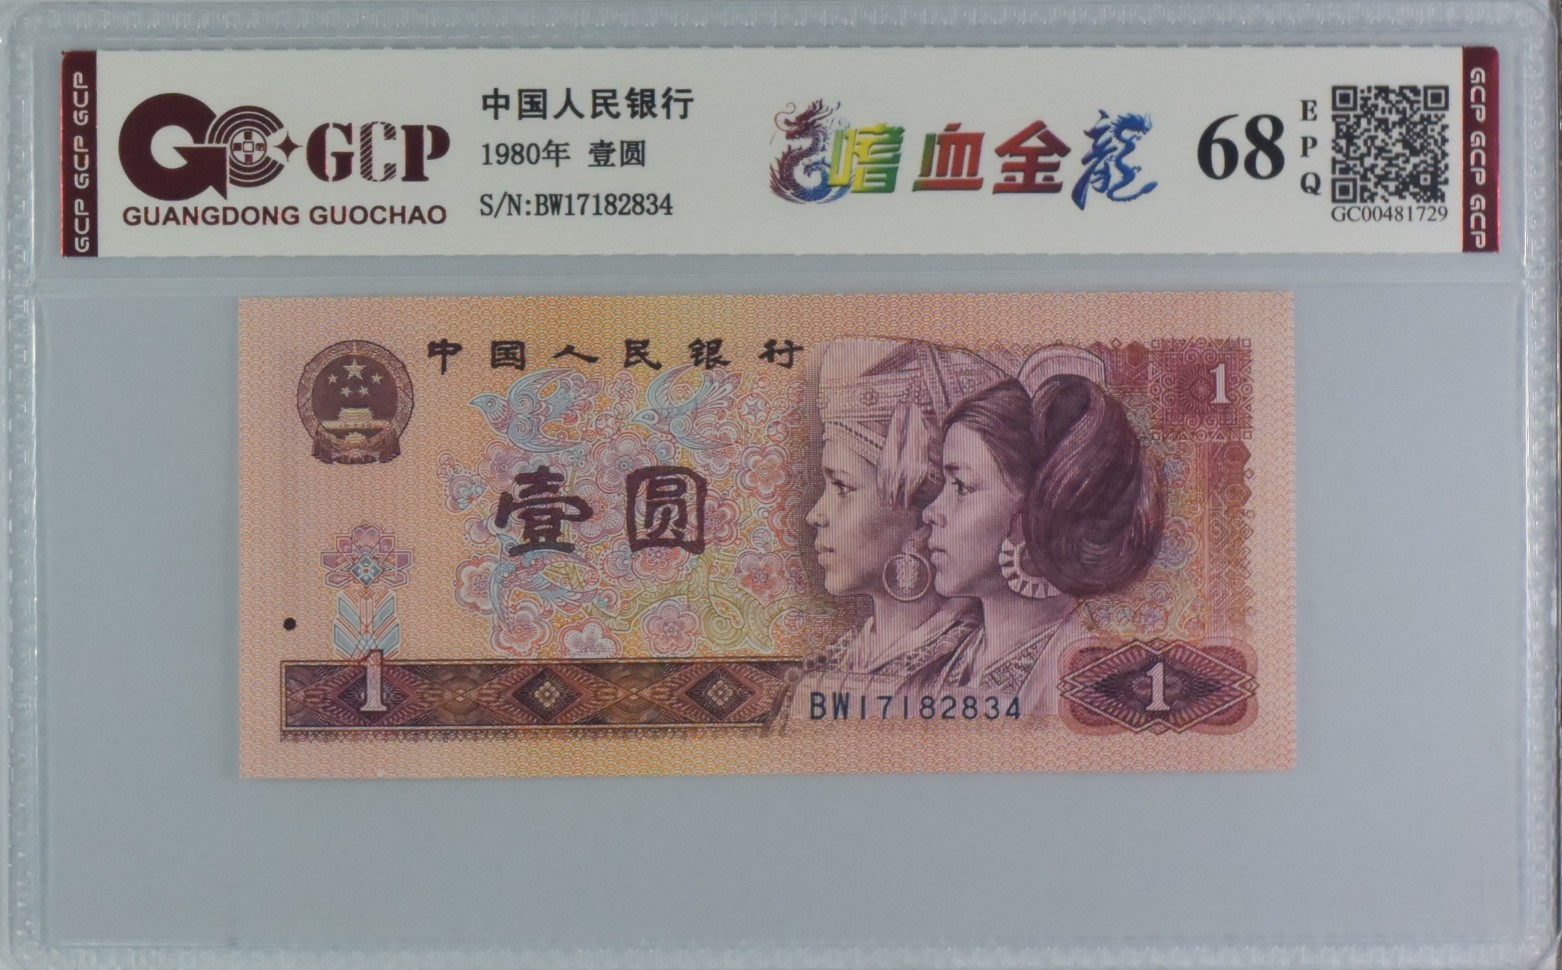 GCP GCP GCP
GCP
GUANGDONG GUOCHAO
中国人民银行
1980年 壹圆
S/N:BW17182834
嗜血金龍
68
EPQ
GC00481729
GCP GCP GCP
中国人民银行
1
壹圆
1
BW17182834
1